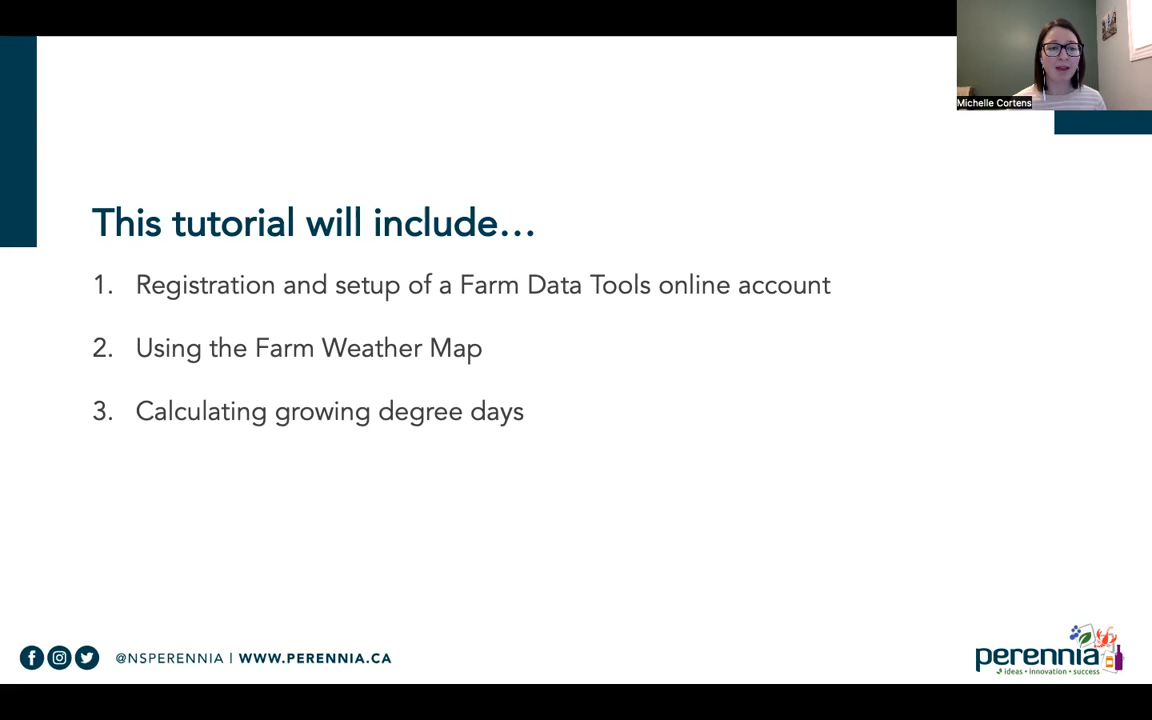 Michelle Cortens
This tutorial will include…
1. Registration and setup of a Farm Data Tools online account
2. Using the Farm Weather Map
3. Calculating growing degree days
@NSPERENNIA | WWW.PERENNIA.CA
perennia
ideas • innovation • success